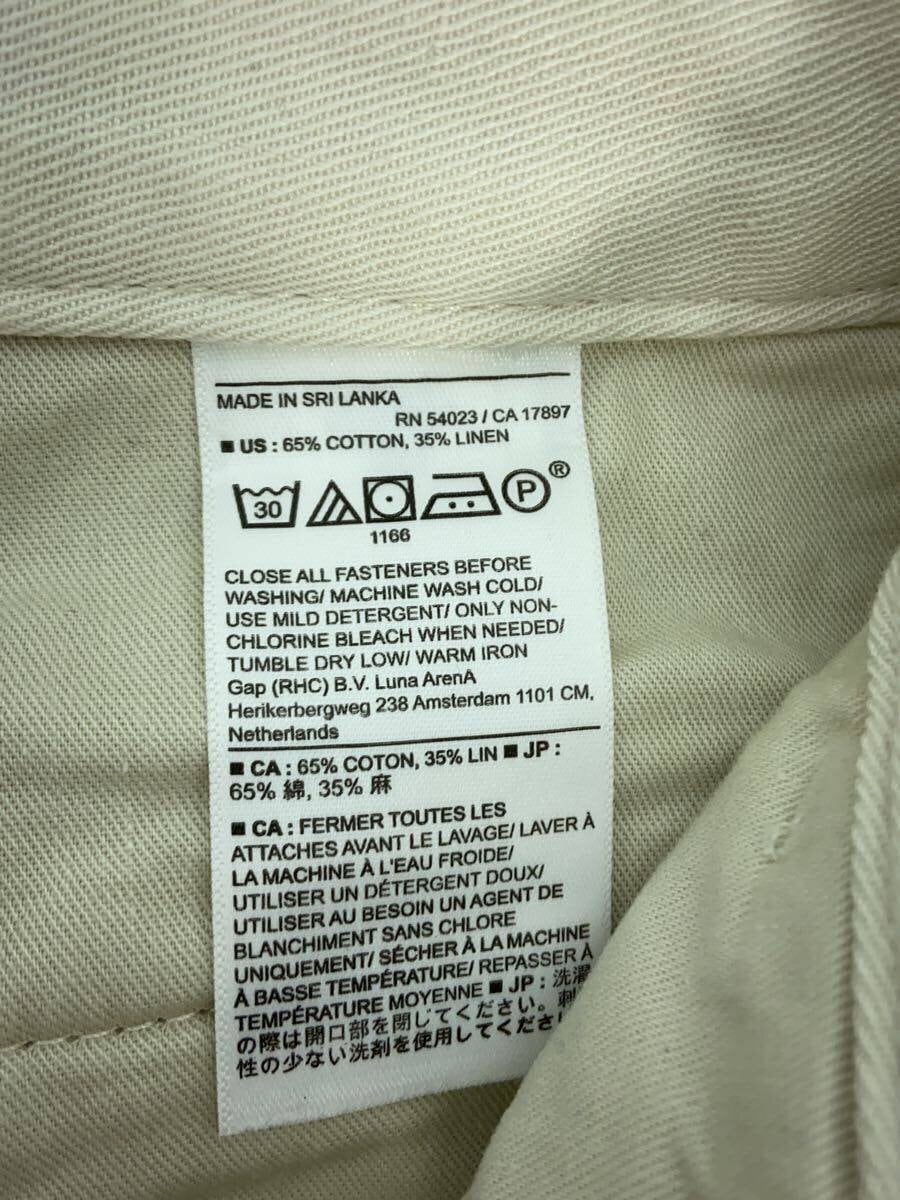 MADE IN SRI LANKA
RN 54023 / CA 17897
■ US : 65% COTTON, 35% LINEN
30 P ®
1166
CLOSE ALL FASTENERS BEFORE
WASHING/ MACHINE WASH COLD/
USE MILD DETERGENT/ ONLY NON-
CHLORINE BLEACH WHEN NEEDED/
TUMBLE DRY LOW/ WARM IRON
Gap (RHC) B.V. Luna ArenA
Herikerbergweg 238 Amsterdam 1101 CM,
Netherlands
■ CA : 65% COTON, 35% LIN ■ JP :
65% 綿, 35% 麻
■ CA : FERMER TOUTES LES
ATTACHES AVANT LE LAVAGE/ LAVER À
LA MACHINE À L'EAU FROIDE/
UTILISER UN DÉTERGENT DOUX/
UTILISER AU BESOIN UN AGENT DE
BLANCHIMENT SANS CHLORE
UNIQUEMENT/ SÉCHER À LA MACHINE
À BASSE TEMPÉRATURE/ REPASSER À
TEMPÉRATURE MOYENNE ■ JP : 洗濯
の際は開口部を閉じてください。刺
性の少ない洗剤を使用してくださ